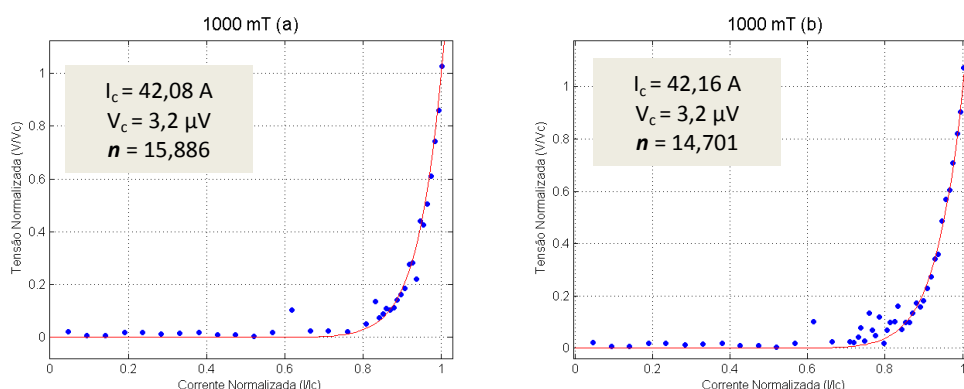 1000 mT (a)
I_c = 42,08 A
V_c = 3,2 µV
n = 15,886
Tensão Normalizada (V/Vc)
1
0.8
0.6
0.4
0.2
0
0 0.2 0.4 0.6 0.8 1
Corrente Normalizada (I/Ic)
1000 mT (b)
I_c = 42,16 A
V_c = 3,2 µV
n = 14,701
Tensão Normalizada (V/Vc)
1
0.8
0.6
0.4
0.2
0
0 0.2 0.4 0.6 0.8 1
Corrente Normalizada (I/Ic)